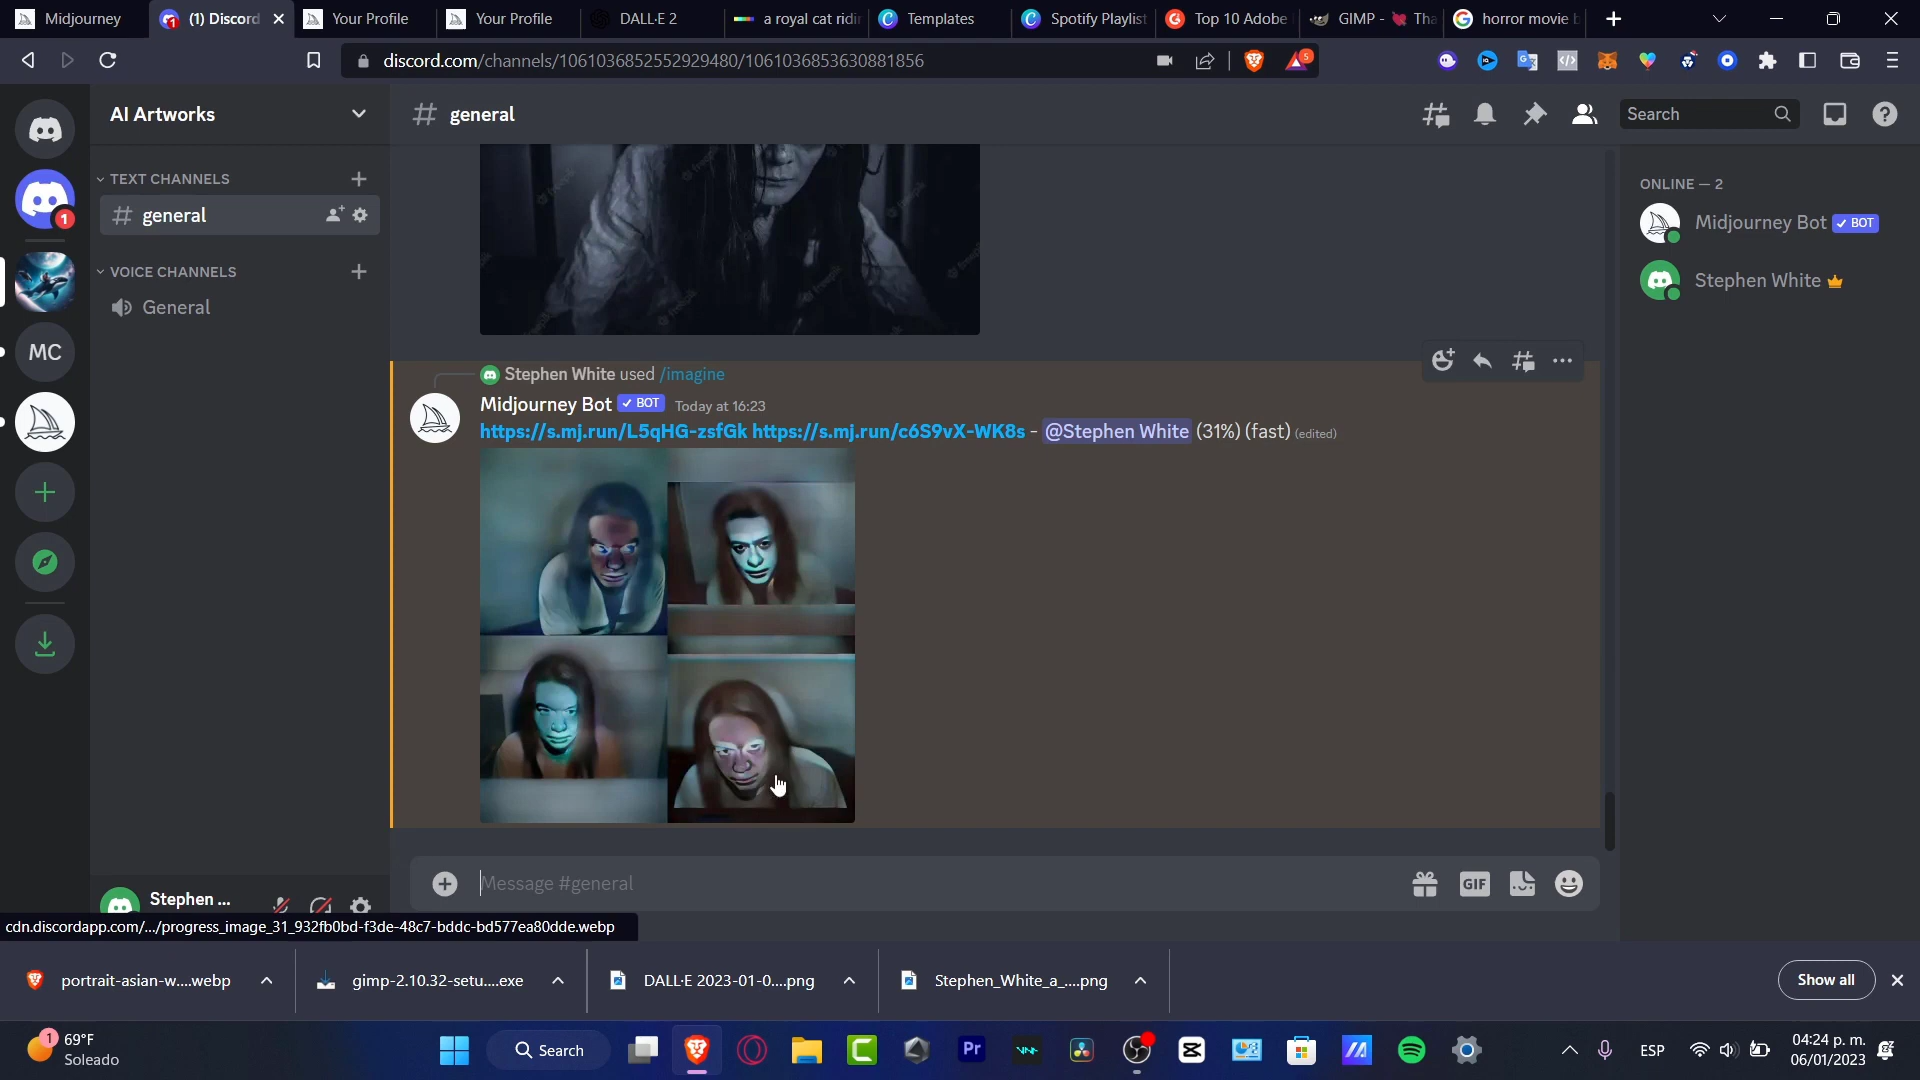 Midjourney
(1) Discord
Your Profile
Your Profile
DALL·E 2
a royal cat ridi
Templates
Spotify Playlist
Top 10 Adobe
GIMP - 💘 Tha
horror movie b
discord.com/channels/1061036852552929480/1061036853630881856
5
AI Artworks
general
Search
TEXT CHANNELS
general
VOICE CHANNELS
General
1
MC
ONLINE — 2
Midjourney Bot ✓ BOT
Stephen White
Stephen White used /imagine
Midjourney Bot ✓ BOT Today at 16:23
https://s.mj.run/L5qHG-zsfGk https://s.mj.run/c6S9vX-WK8s - @Stephen White (31%) (fast) (edited)
Message #general
GIF
Stephen ...
cdn.discordapp.com/.../progress_image_31_932fb0bd-f3de-48c7-bddc-bd577ea80dde.webp
portrait-asian-w....webp
gimp-2.10.32-setu....exe
DALL·E 2023-01-0....png
Stephen_White_a_....png
Show all
1
69°F
Soleado
Search
Pr
ESP
04:24 p. m.
06/01/2023